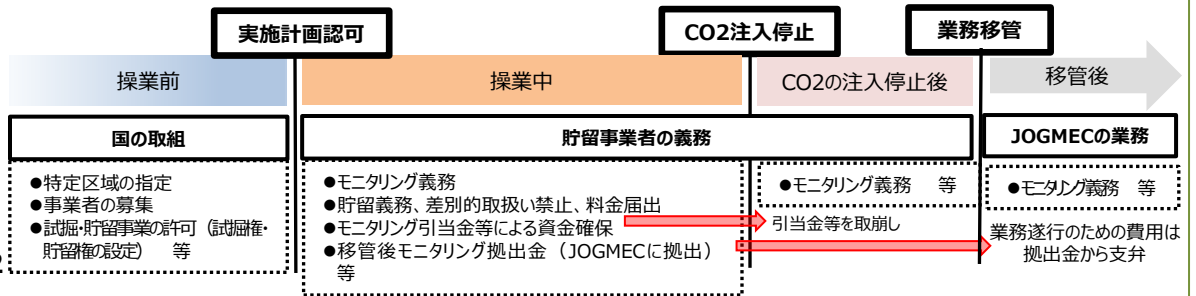 実施計画認可
CO2注入停止
業務移管
操業前
操業中
CO2の注入停止後
移管後
国の取組
貯留事業者の義務
JOGMECの業務
●特定区域の指定
●事業者の募集
●試掘・貯留事業の許可（試掘権・
貯留権の設定） 等
●モニタリング義務
●貯留義務、差別的取扱い禁止、料金届出
●モニタリング引当金等による資金確保
●移管後モニタリング拠出金（JOGMECに拠出）
等
●モニタリング義務 等
引当金等を取崩し
●モニタリング義務 等
業務遂行のための費用は
拠出金から支弁